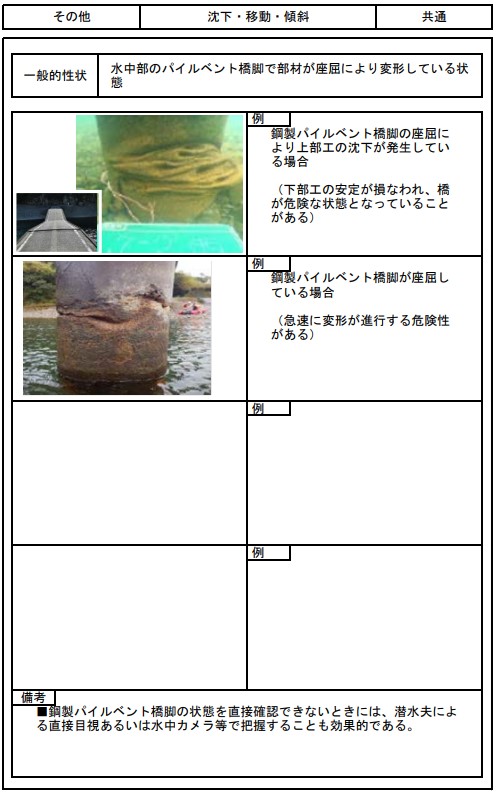 その他
沈下・移動・傾斜
共通
一般的性状
水中部のパイルベント橋脚で部材が座屈により変形している状
態
例
鋼製パイルベント橋脚の座屈に
より上部工の沈下が発生してい
る場合
（下部工の安定が損なわれ、橋
が危険な状態となっていること
がある）
例
鋼製パイルベント橋脚が座屈し
ている場合
（急速に変形が進行する危険性
がある）
例
例
備考
■鋼製パイルベント橋脚の状態を直接確認できないときには、潜水夫によ
る直接目視あるいは水中カメラ等で把握することも効果的である。